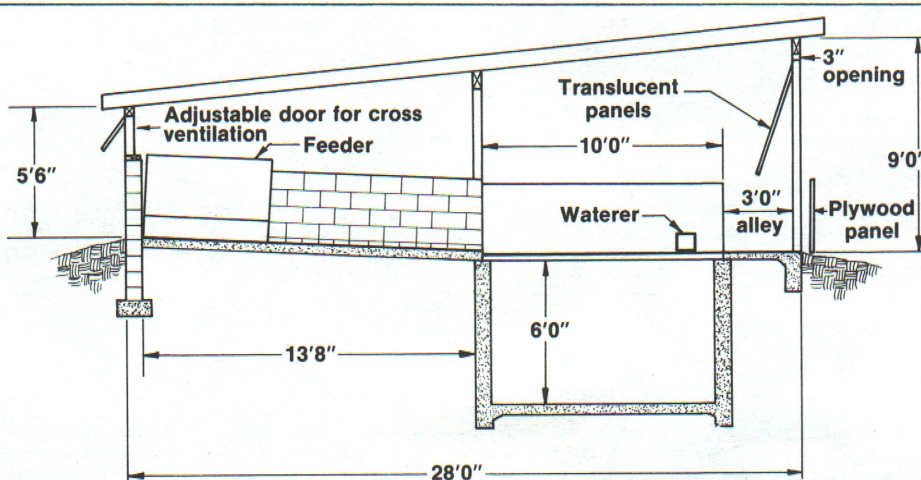 3"
opening
Translucent
panels
Adjustable door for cross
ventilation
Feeder
10'0"
5'6"
9'0"
3'0"
alley
Waterer
Plywood
panel
6'0"
13'8"
28'0"